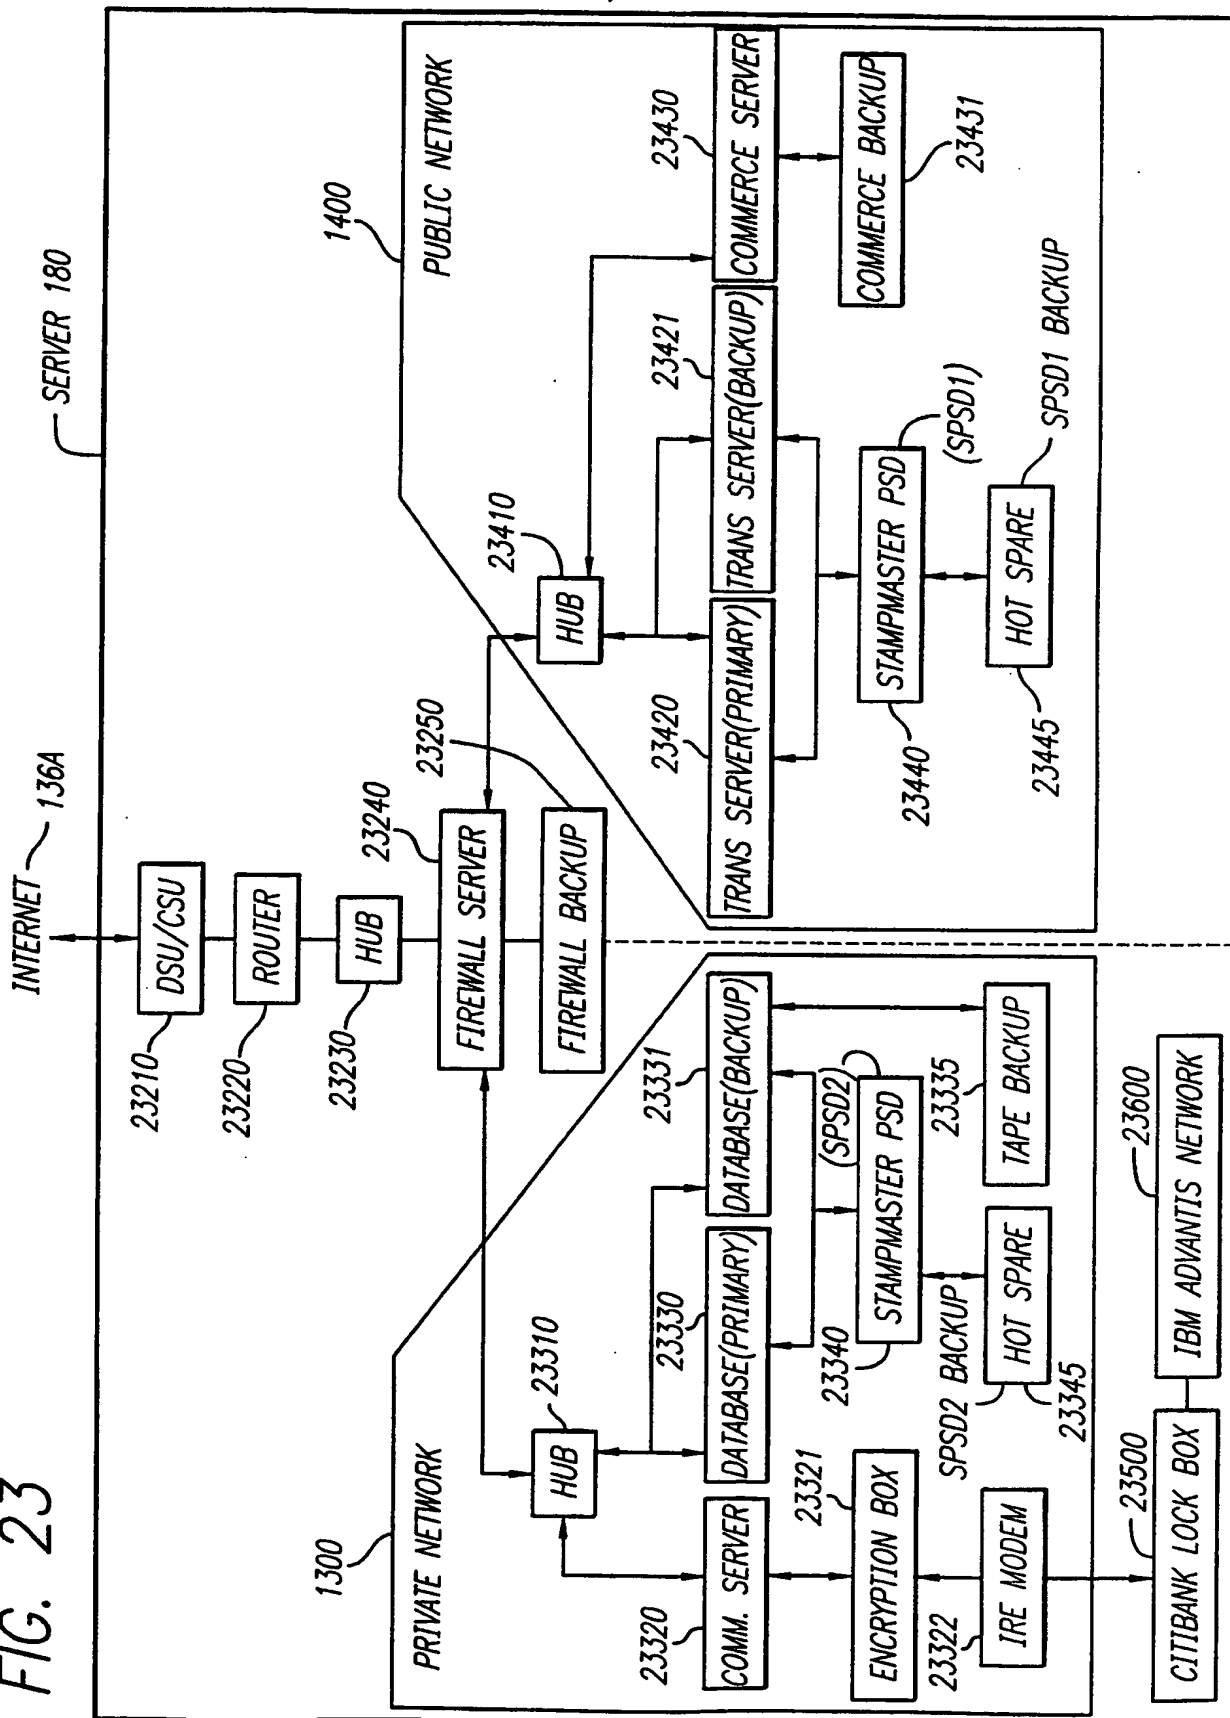 FIG. 23
INTERNET
136A
SERVER 180
DSU/CSU
23210
ROUTER
23220
HUB
23230
FIREWALL SERVER
23240
FIREWALL BACKUP
23250
1300
PRIVATE NETWORK
HUB
23310
COMM. SERVER
23320
DATABASE(PRIMARY)
23330
DATABASE(BACKUP)
23331
ENCRYPTION BOX
23321
STAMPMASTER PSD
23340
(SPSD2)
IRE MODEM
23322
SPSD2 BACKUP
HOT SPARE
23345
TAPE BACKUP
23335
CITIBANK LOCK BOX
23500
IBM ADVANTIS NETWORK
23600
1400
PUBLIC NETWORK
HUB
23410
TRANS SERVER(PRIMARY)
23420
TRANS SERVER(BACKUP)
23421
COMMERCE SERVER
23430
COMMERCE BACKUP
23431
STAMPMASTER PSD
23440
(SPSD1)
HOT SPARE
23445
SPSD1 BACKUP